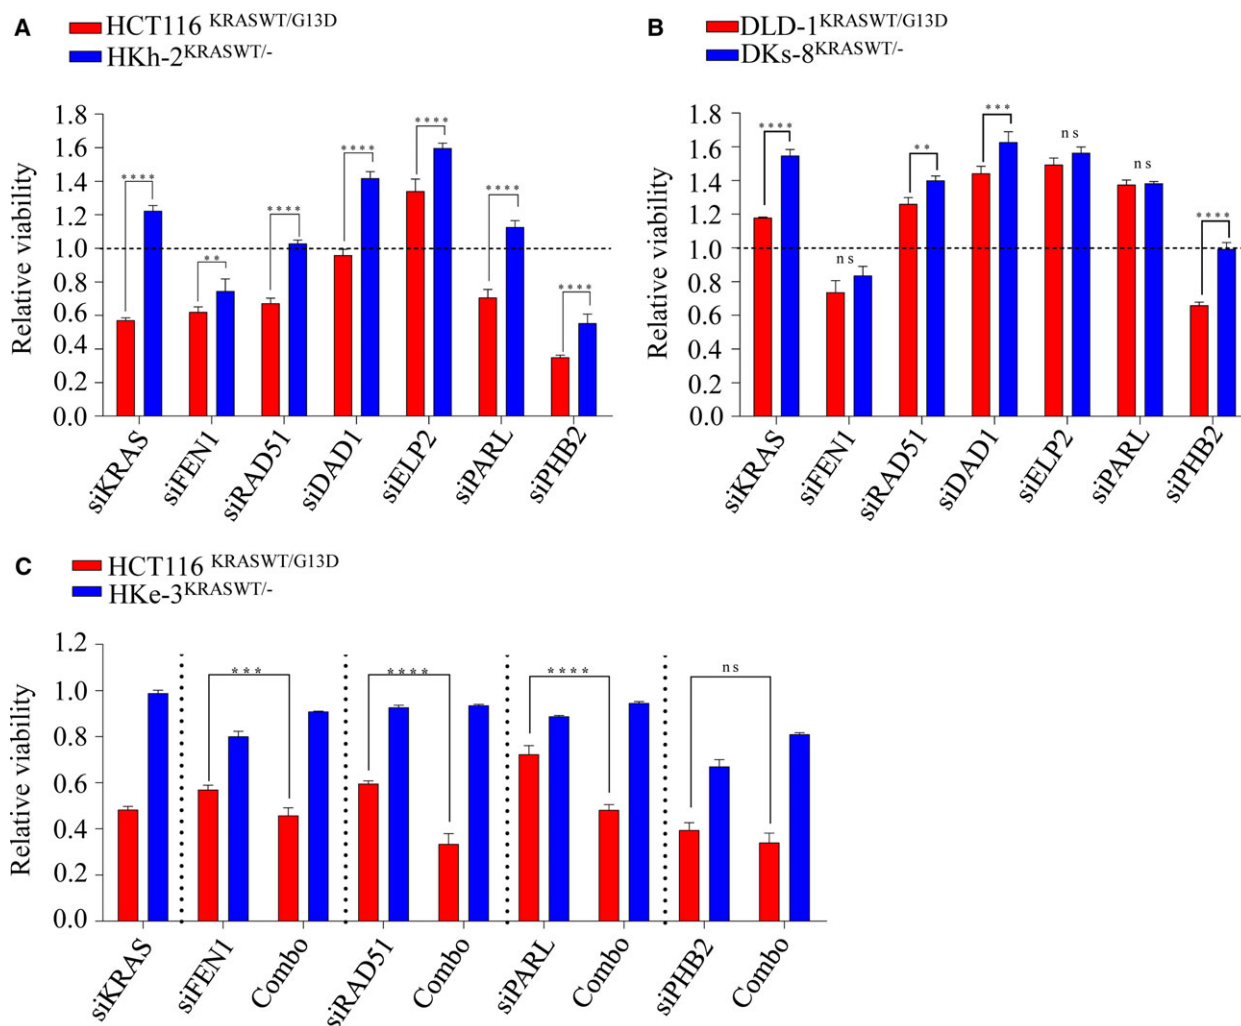 A
HCT116 KRASWT/G13D
HKh-2KRASWT/-
Relative viability
1.8
1.6
1.4
1.2
1.0
0.8
0.6
0.4
0.2
0.0
****
**
****
****
****
****
****
siKRAS
siFEN1
siRAD51
siDAD1
siELP2
siPARL
siPHB2
B
DLD-1KRASWT/G13D
DKs-8KRASWT/-
Relative viability
1.8
1.6
1.4
1.2
1.0
0.8
0.6
0.4
0.2
0.0
****
ns
**
***
ns
ns
****
siKRAS
siFEN1
siRAD51
siDAD1
siELP2
siPARL
siPHB2
C
HCT116 KRASWT/G13D
HKe-3KRASWT/-
Relative viability
1.2
1.0
0.8
0.6
0.4
0.2
0.0
***
****
****
ns
siKRAS
siFEN1
Combo
siRAD51
Combo
siPARL
Combo
siPHB2
Combo